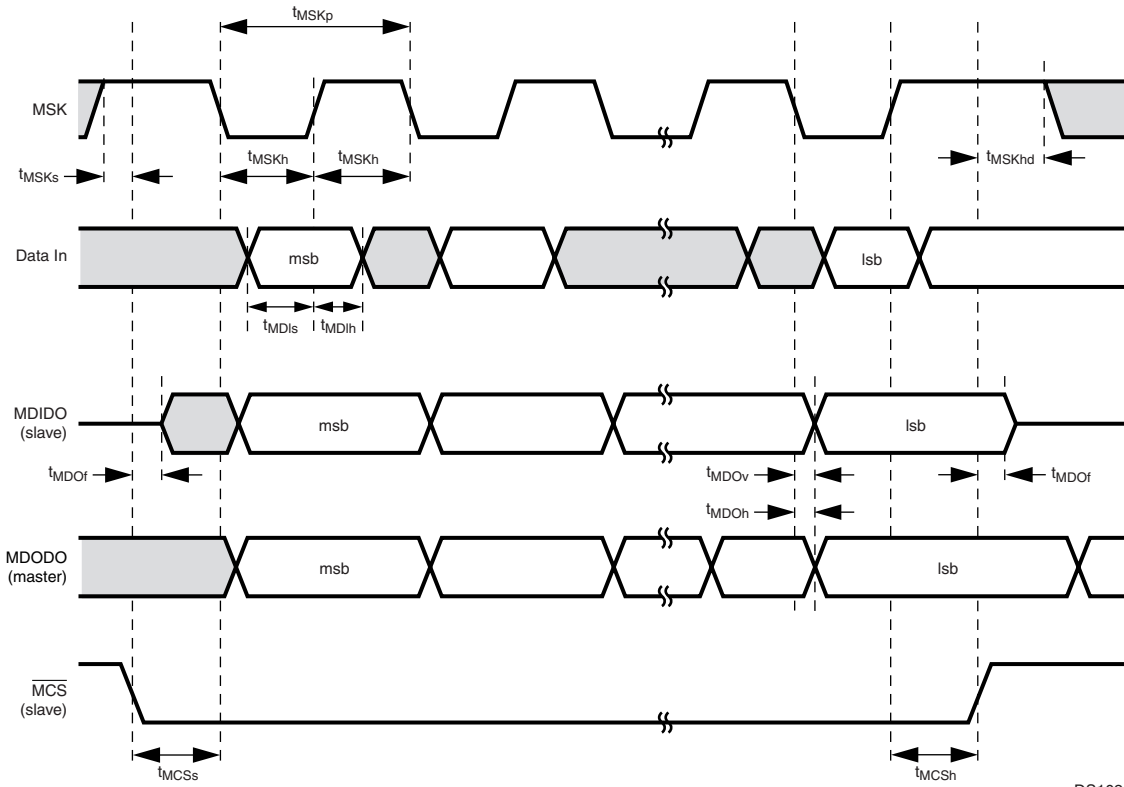 tMSKp
MSK
tMSKh
tMSKh
tMSKs
tMSKhd
Data In
msb
lsb
tMDIs
tMDIh
MDIDO
(slave)
msb
lsb
tMDOf
tMDOv
tMDOf
tMDOh
MDODO
(master)
msb
lsb
MCS
(slave)
tMCSs
tMCSh